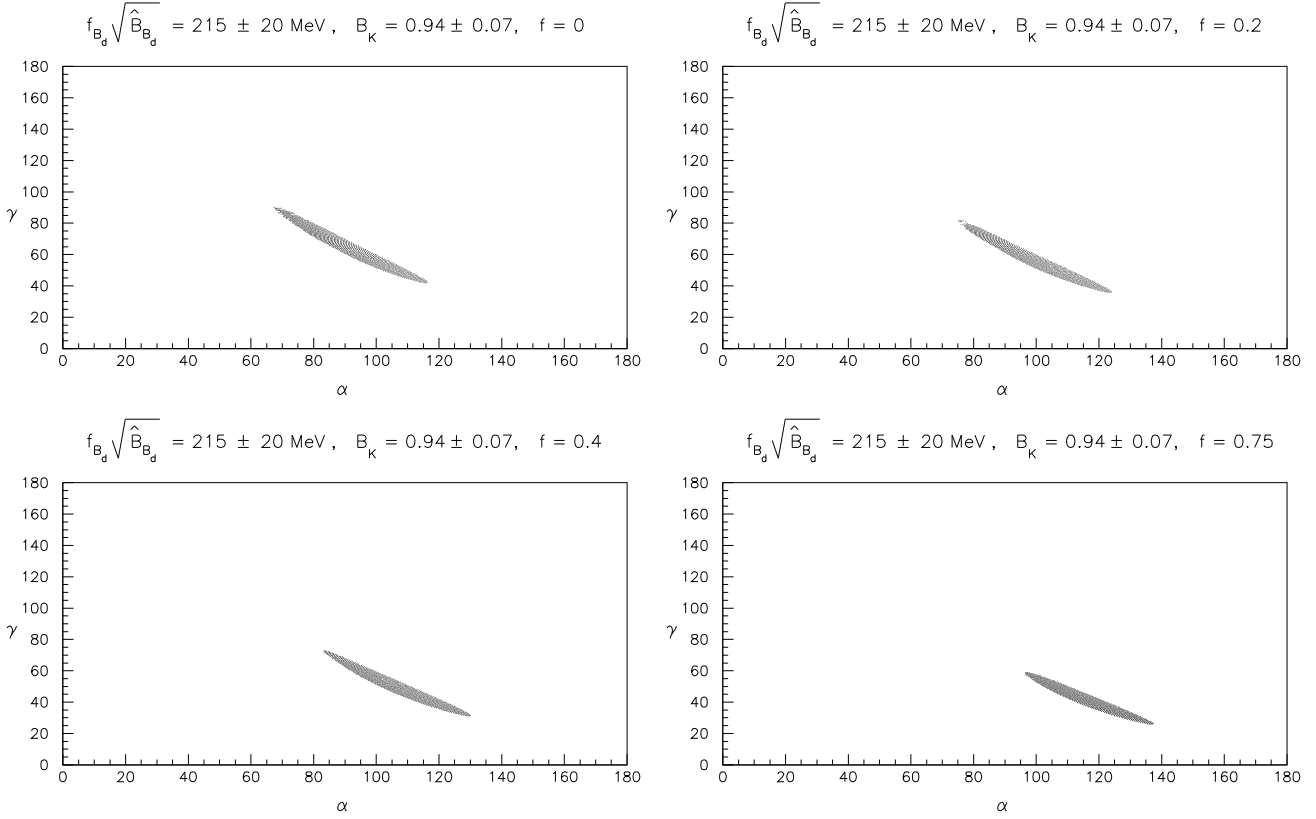 f_{B_d}√B̂_{B_d} = 215 ± 20 MeV , B_K = 0.94 ± 0.07, f = 0
180
160
140
120
100
γ
80
60
40
20
0
0 20 40 60 80 100 120 140 160 180
α
f_{B_d}√B̂_{B_d} = 215 ± 20 MeV , B_K = 0.94 ± 0.07, f = 0.2
180
160
140
120
100
γ
80
60
40
20
0
0 20 40 60 80 100 120 140 160 180
α
f_{B_d}√B̂_{B_d} = 215 ± 20 MeV , B_K = 0.94 ± 0.07, f = 0.4
180
160
140
120
100
γ
80
60
40
20
0
0 20 40 60 80 100 120 140 160 180
α
f_{B_d}√B̂_{B_d} = 215 ± 20 MeV , B_K = 0.94 ± 0.07, f = 0.75
180
160
140
120
100
γ
80
60
40
20
0
0 20 40 60 80 100 120 140 160 180
α